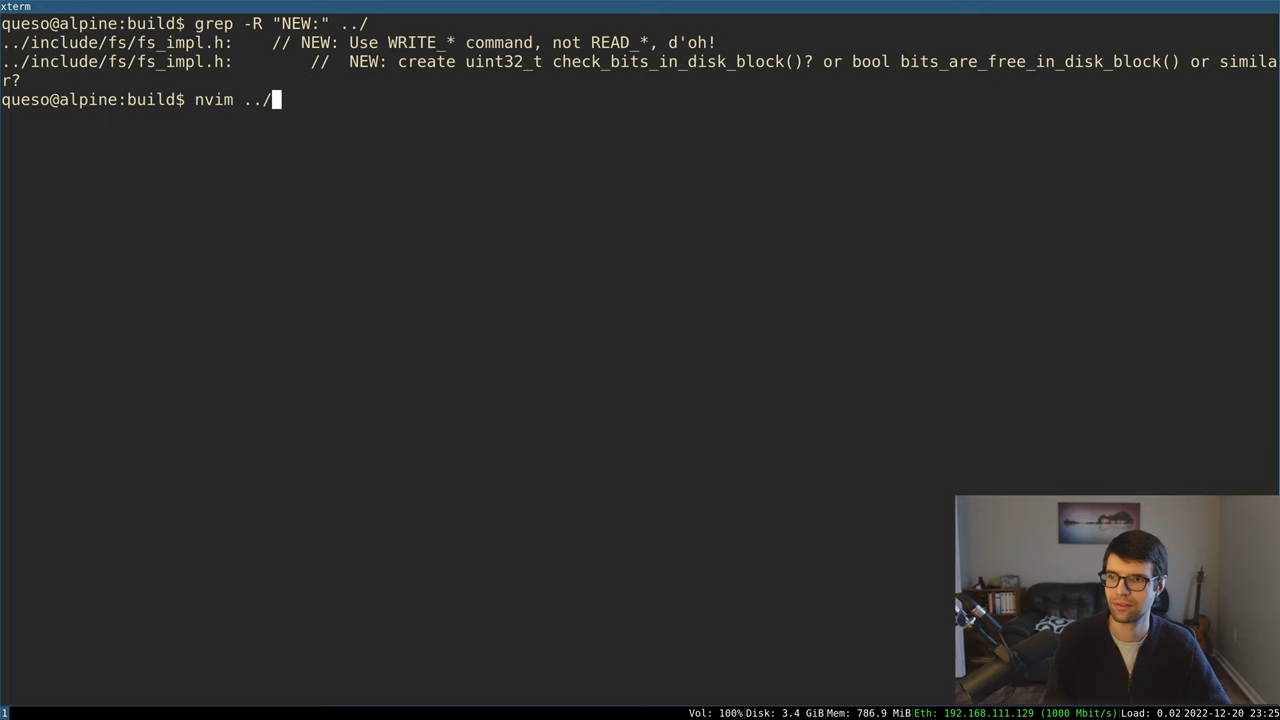 xterm
queso@alpine:build$ grep -R "NEW:" ../
../include/fs/fs_impl.h:    // NEW: Use WRITE_* command, not READ_*, d'oh!
../include/fs/fs_impl.h:        //  NEW: create uint32_t check_bits_in_disk_block()? or bool bits_are_free_in_disk_block() or simila
r?
queso@alpine:build$ nvim ../
1 Vol: 100% Disk: 3.4 GiB Mem: 786.9 MiB Eth: 192.168.111.129 (1000 Mbit/s) Load: 0.02 2022-12-20 23:25